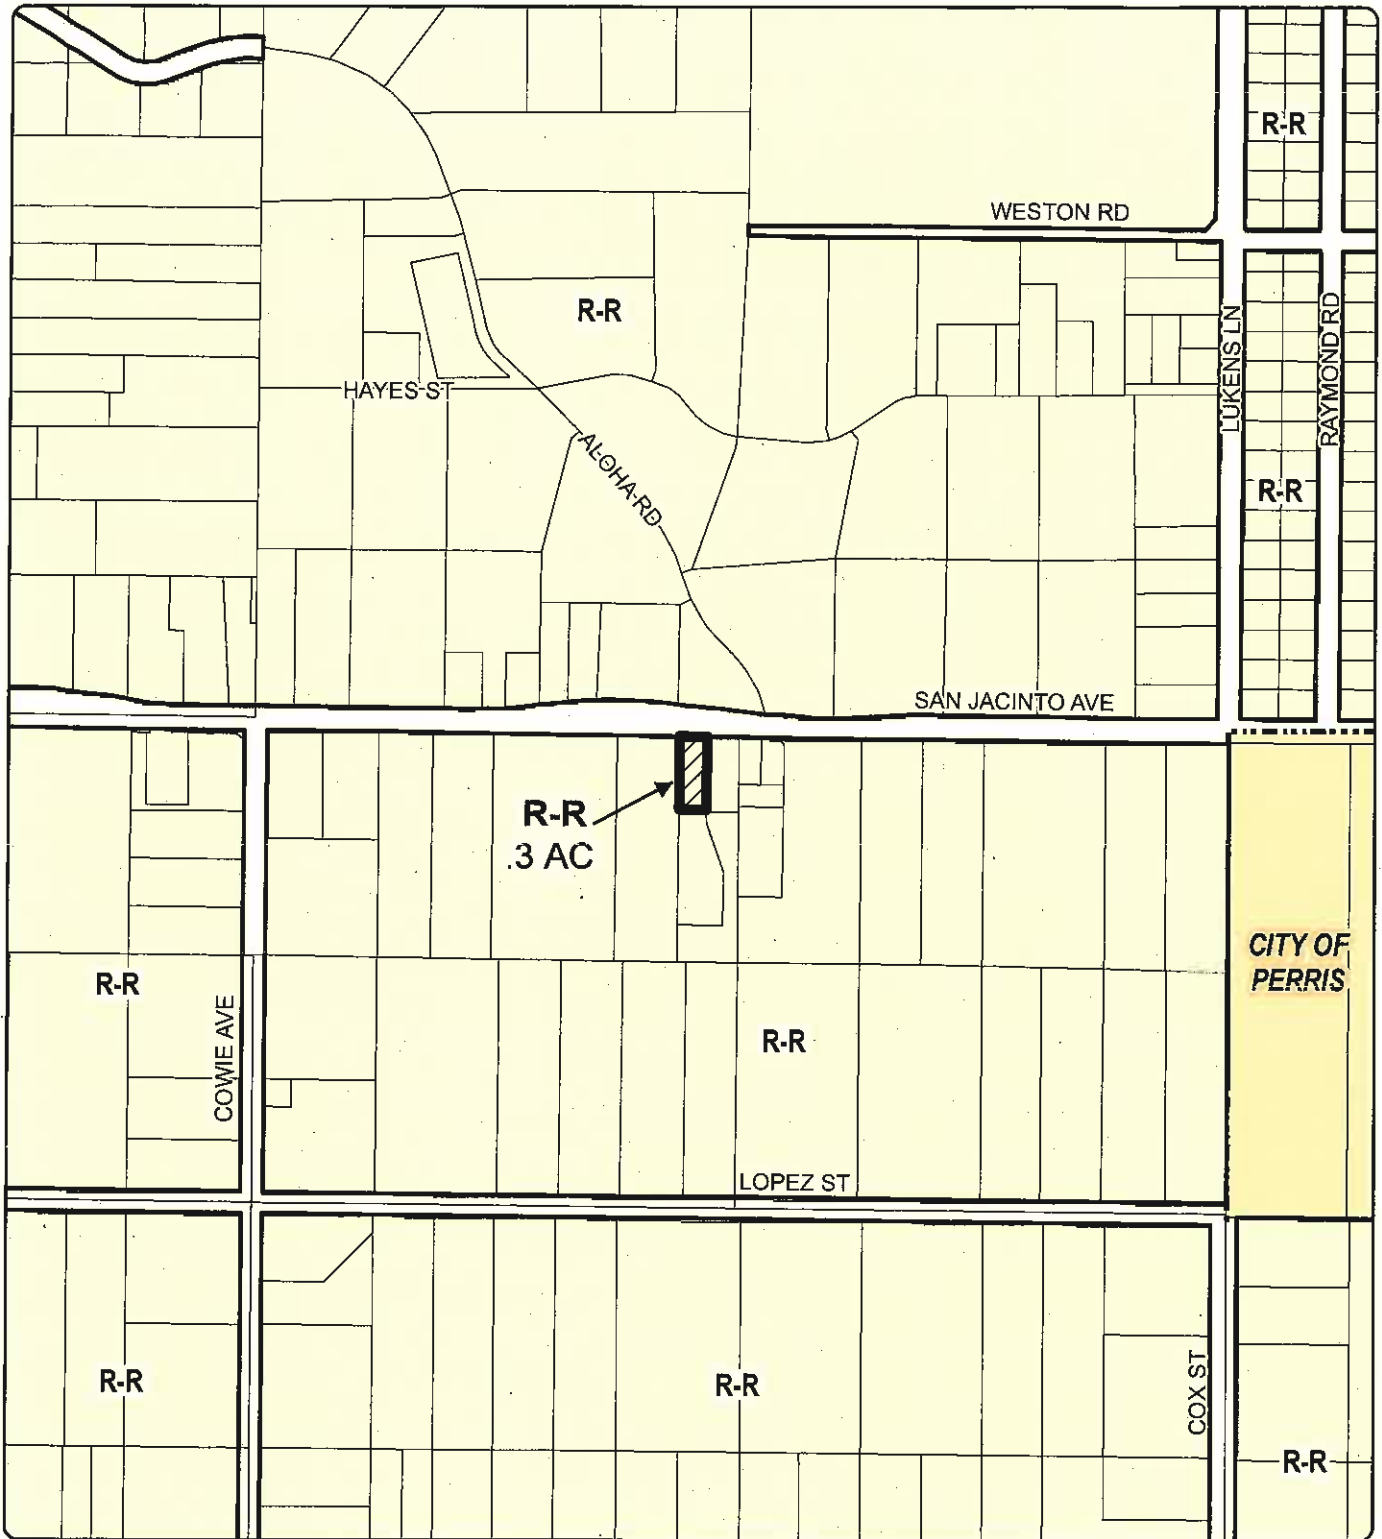 R-R
WESTON RD
R-R
LUKENS LN
RAYMOND RD
HAYES ST
ALOHA RD
R-R
SAN JACINTO AVE
R-R
.3 AC
CITY OF
PERRIS
R-R
COWIE AVE
R-R
LOPEZ ST
R-R
R-R
COX ST
R-R